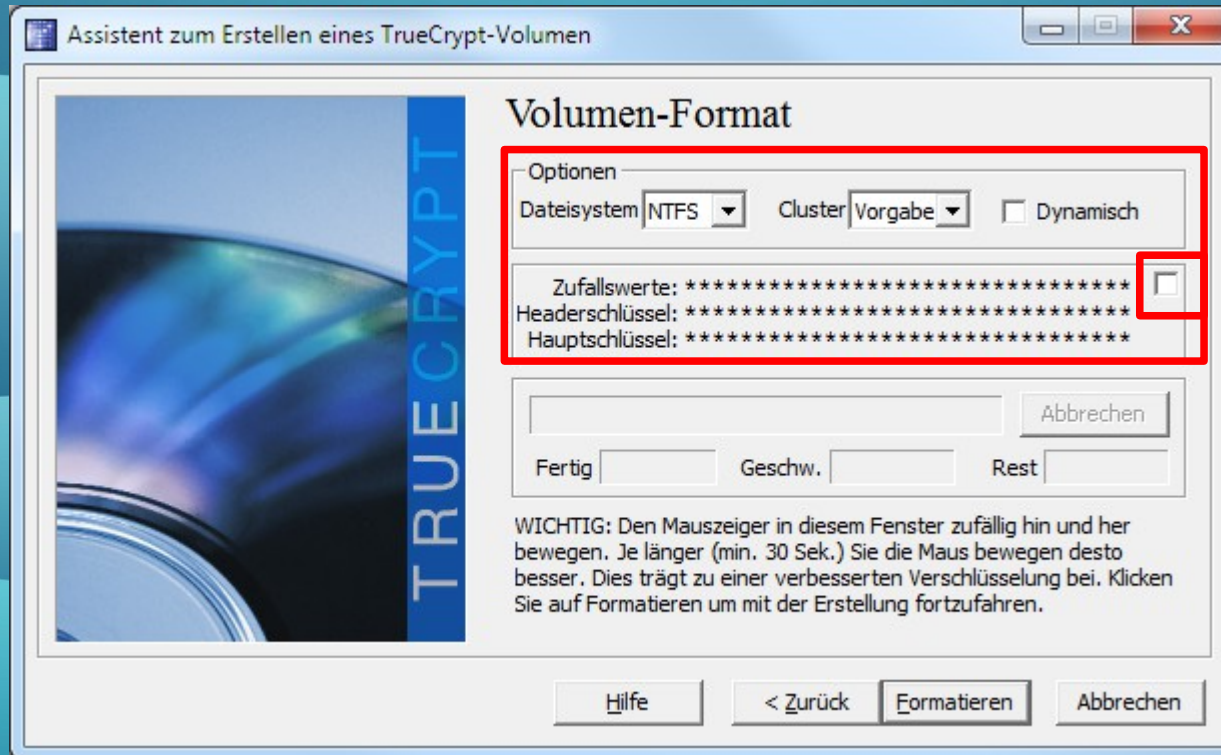 Assistent zum Erstellen eines TrueCrypt-Volumen
TRUECRYPT
Volumen-Format
Optionen
Dateisystem NTFS Cluster Vorgabe Dynamisch
Zufallswerte: ********************************
Headerschlüssel: ********************************
Hauptschlüssel: ********************************
Abbrechen
Fertig Geschw. Rest
WICHTIG: Den Mauszeiger in diesem Fenster zufällig hin und her
bewegen. Je länger (min. 30 Sek.) Sie die Maus bewegen desto
besser. Dies trägt zu einer verbesserten Verschlüsselung bei. Klicken
Sie auf Formatieren um mit der Erstellung fortzufahren.
Hilfe < Zurück Formatieren Abbrechen